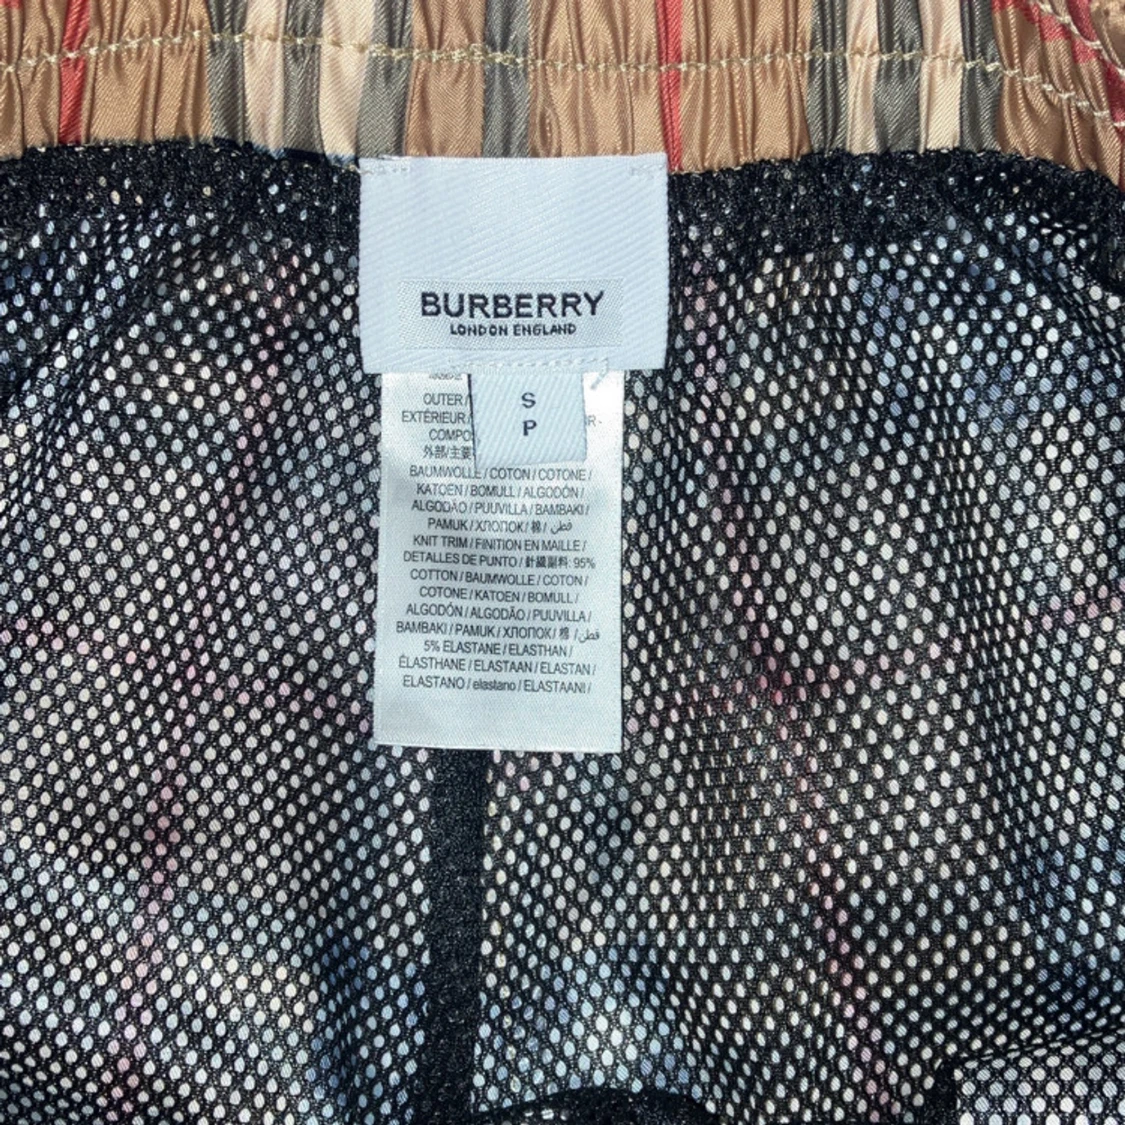 BURBERRY
LONDON ENGLAND
S
P
OUTER /
EXTÉRIEUR /
COMPO
外部/主要
BAUMWOLLE / COTON / COTONE /
KATOEN / BOMULL / ALGODÓN /
ALGODÃO / PUUVILLA / BAMBAKI /
PAMUK / ХЛОПОК / 棉 / قطن
KNIT TRIM / FINITION EN MAILLE /
DETALLES DE PUNTO / 針織副料: 95%
COTTON / BAUMWOLLE / COTON /
COTONE / KATOEN / BOMULL /
ALGODÓN / ALGODÃO / PUUVILLA /
BAMBAKI / PAMUK / ХЛОПОК / 棉 / قطن
5% ELASTANE / ELASTHAN /
ÉLASTHANE / ELASTAAN / ELASTAN /
ELASTANO / elastano / ELASTAANI /